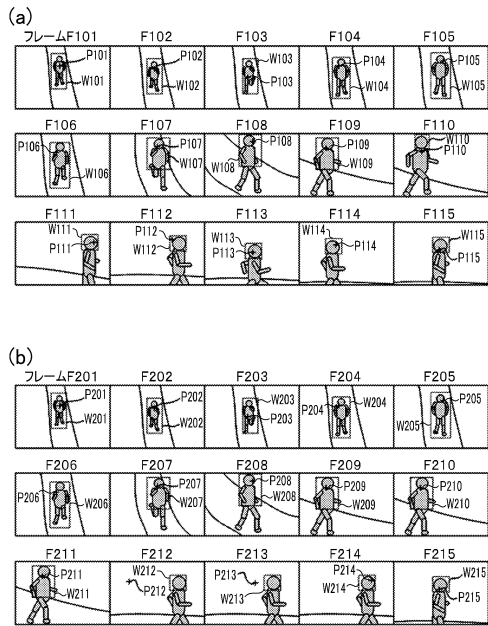 (a)
フレームF101 F102 F103 F104 F105
P101 P102 W103 P104 P105
W101 W102 P103 W104 W105
F106 F107 F108 F109 F110
P106 P107 P108 P109 W110
W106 W107 W108 W109 P110
F111 F112 F113 F114 F115
W111 P112 W113 W114 W115
P111 W112 P113 P114 P115
(b)
フレームF201 F202 F203 F204 F205
P201 P202 W203 W204 P205
W201 W202 P203 P204 W205
F206 F207 F208 F209 F210
P206 P207 P208 P209 P210
W206 W207 W208 W209 W210
F211 F212 F213 F214 F215
P211 W212 P213 P214 W215
W211 P212 W213 W214 P215